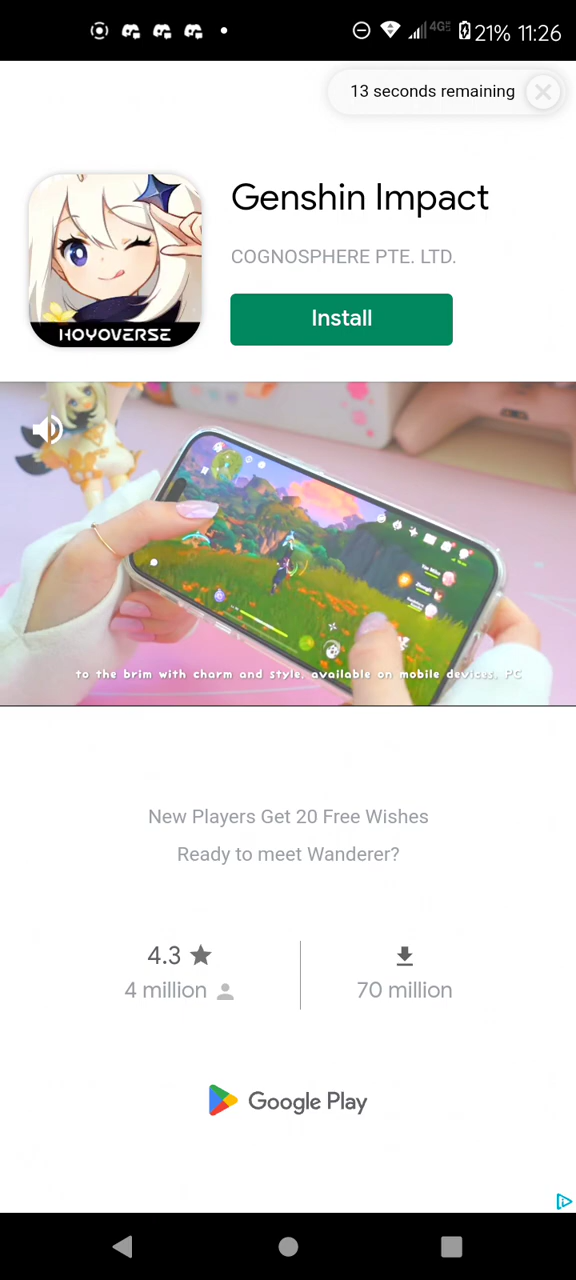 4G
21% 11:26
13 seconds remaining
Genshin Impact
COGNOSPHERE PTE. LTD.
Install
HOYOVERSE
to the brim with charm and style, available on mobile devices, PC
New Players Get 20 Free Wishes
Ready to meet Wanderer?
4.3
4 million
70 million
Google Play